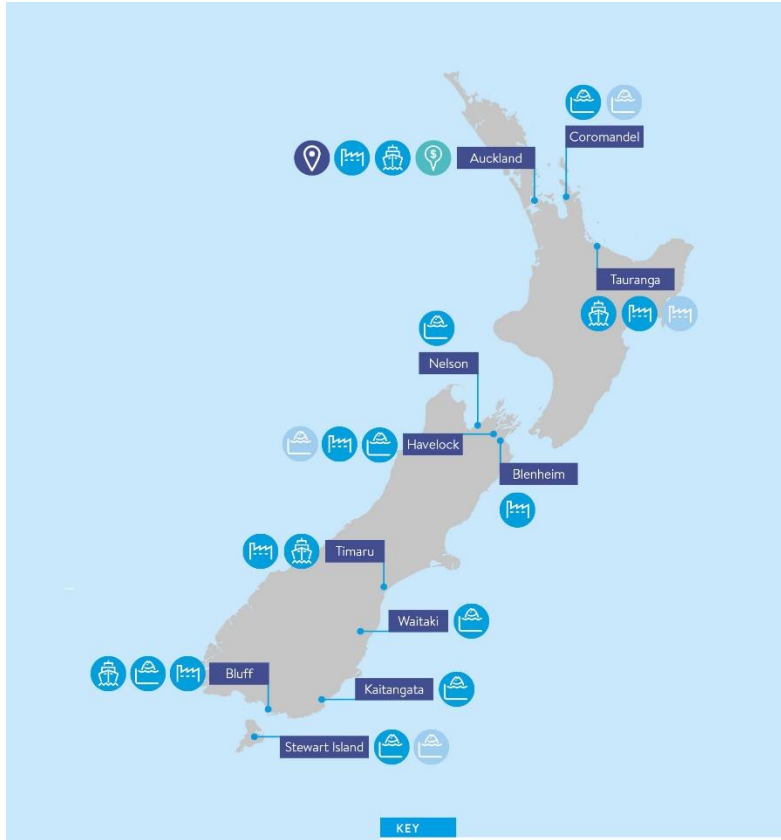 Coromandel
Auckland
Tauranga
Nelson
Havelock
Blenheim
Timaru
Waitaki
Bluff
Kaitangata
Stewart Island
KEY